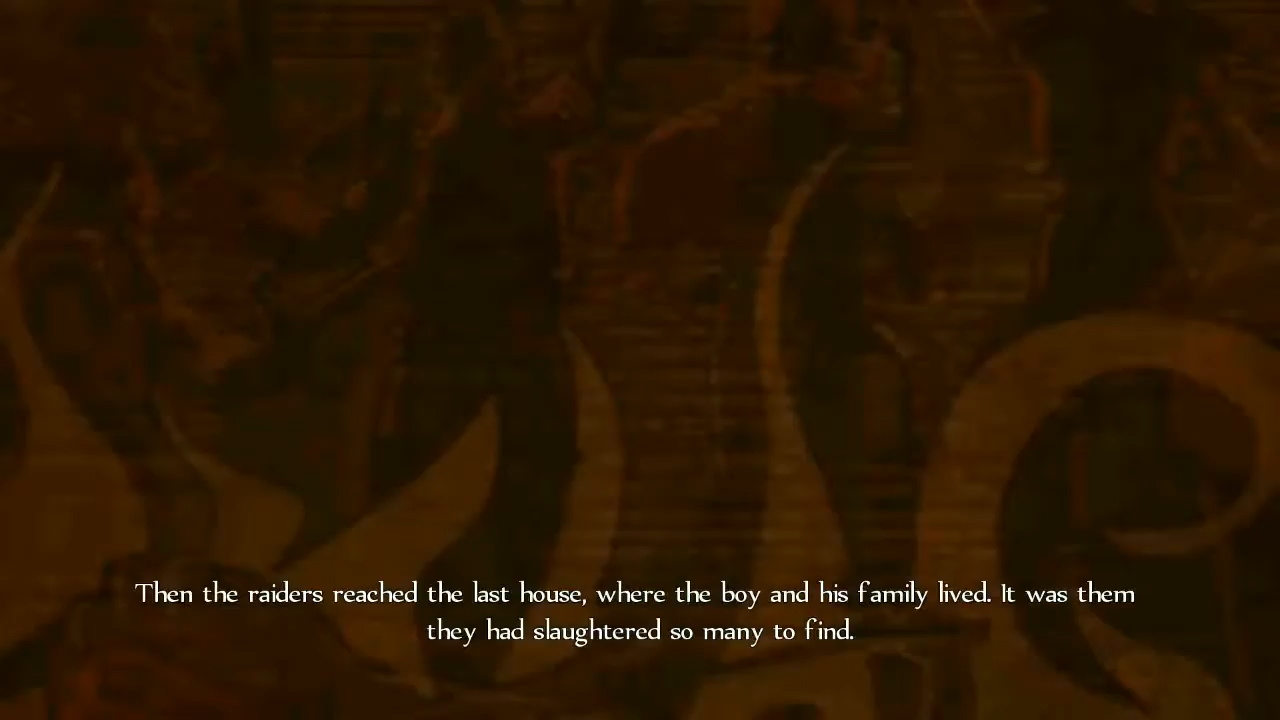 Then the raiders reached the last house, where the boy and his family lived. It was them
they had slaughtered so many to find.